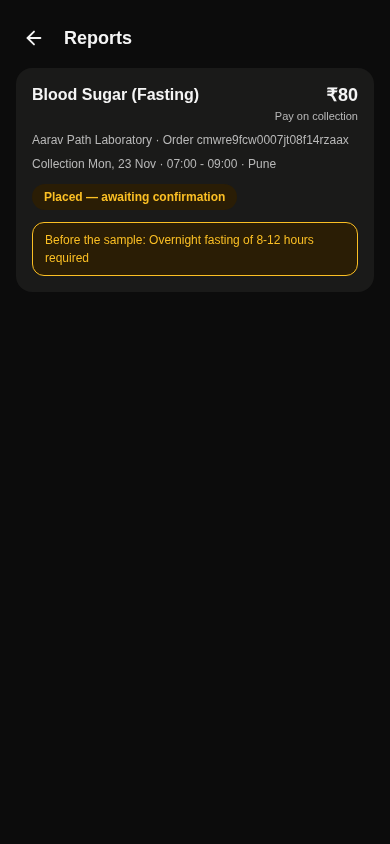 Reports
Blood Sugar (Fasting)
₹80
Pay on collection
Aarav Path Laboratory · Order cmwre9fcw0007jt08f14rzaax
Collection Mon, 23 Nov · 07:00 - 09:00 · Pune
Placed — awaiting confirmation
Before the sample: Overnight fasting of 8-12 hours
required